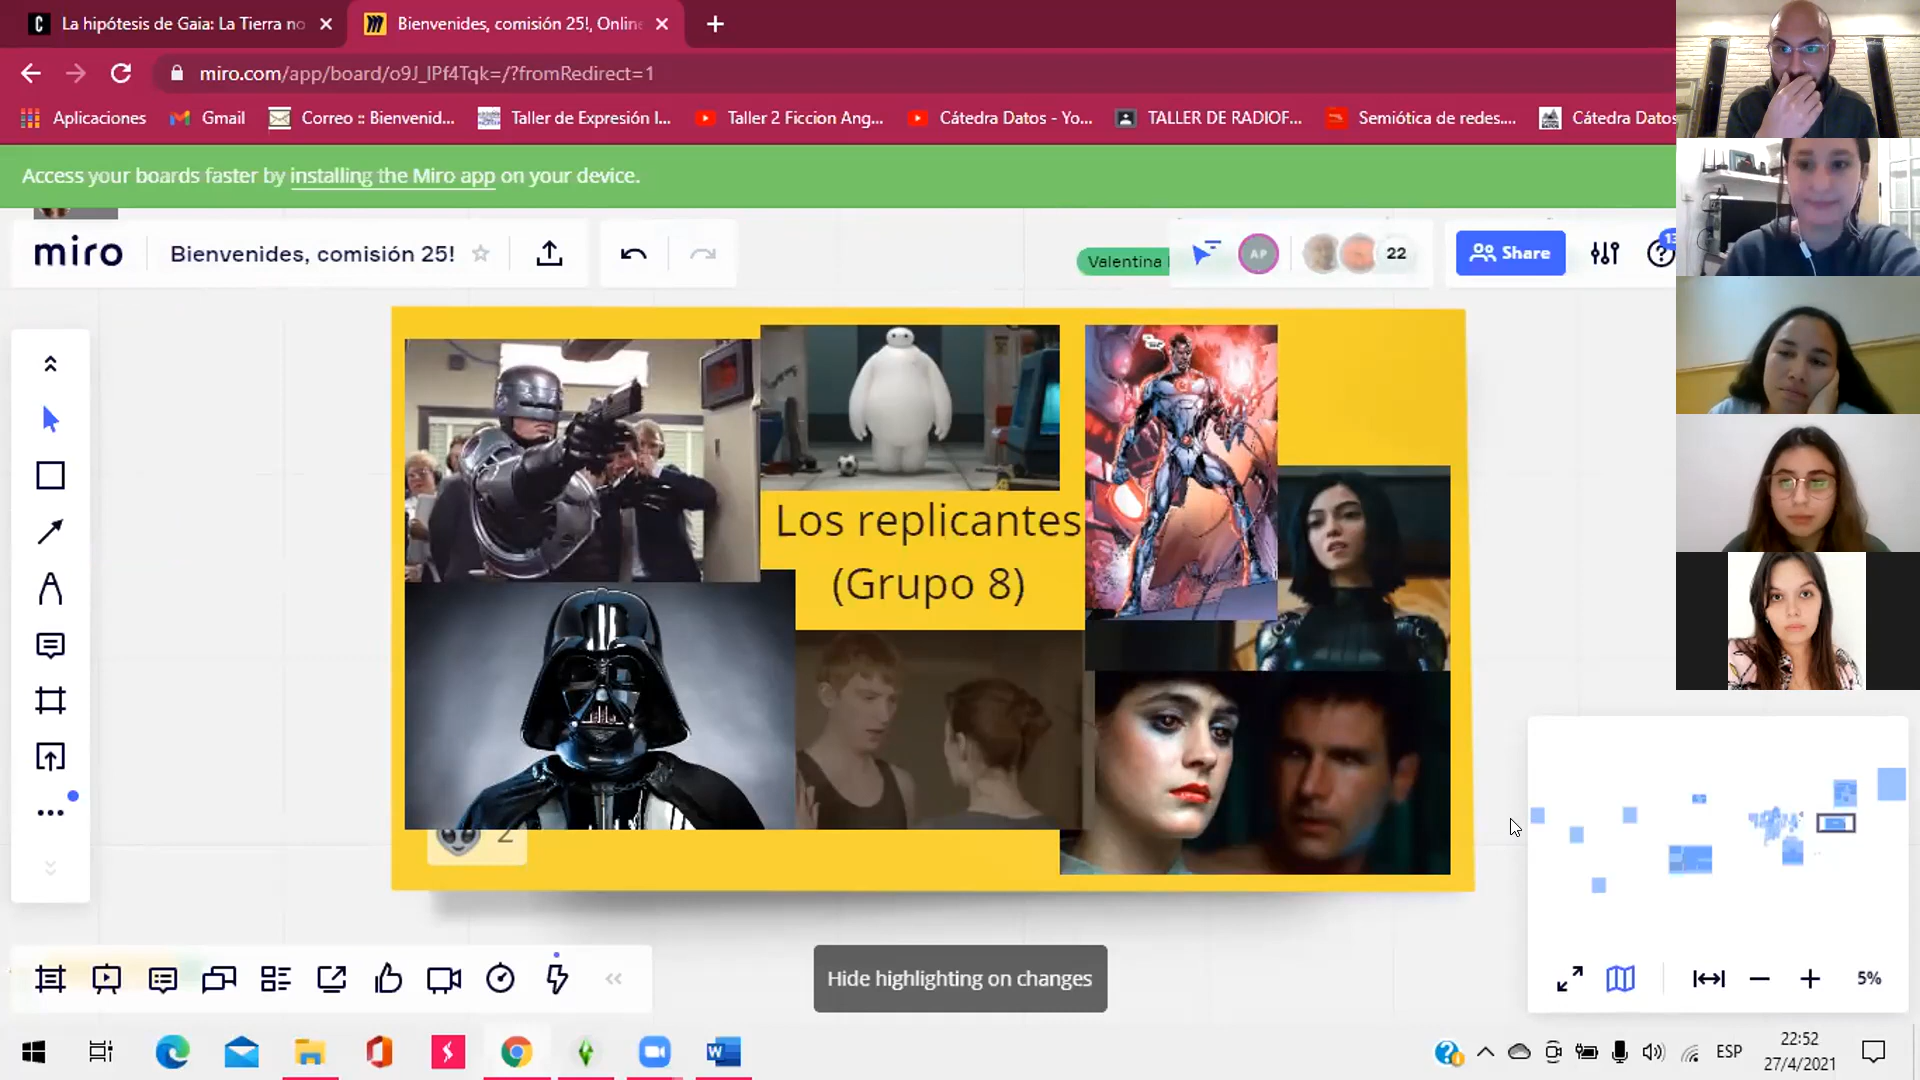 La hipótesis de Gaia: La Tierra no
Bienvenides, comisión 25!, Online
miro.com/app/board/o9J_lPf4Tqk=/?fromRedirect=1
Aplicaciones
Gmail
Correo :: Bienvenid...
Taller de Expresión I...
Taller 2 Ficcion Ang...
Cátedra Datos - Yo...
TALLER DE RADIOF...
Semiótica de redes....
Cátedra Datos
Access your boards faster by installing the Miro app on your device.
miro
Bienvenides, comisión 25!
Valentina
AP
22
Share
13
Los replicantes
(Grupo 8)
2
Hide highlighting on changes
5%
ESP
22:52
27/4/2021